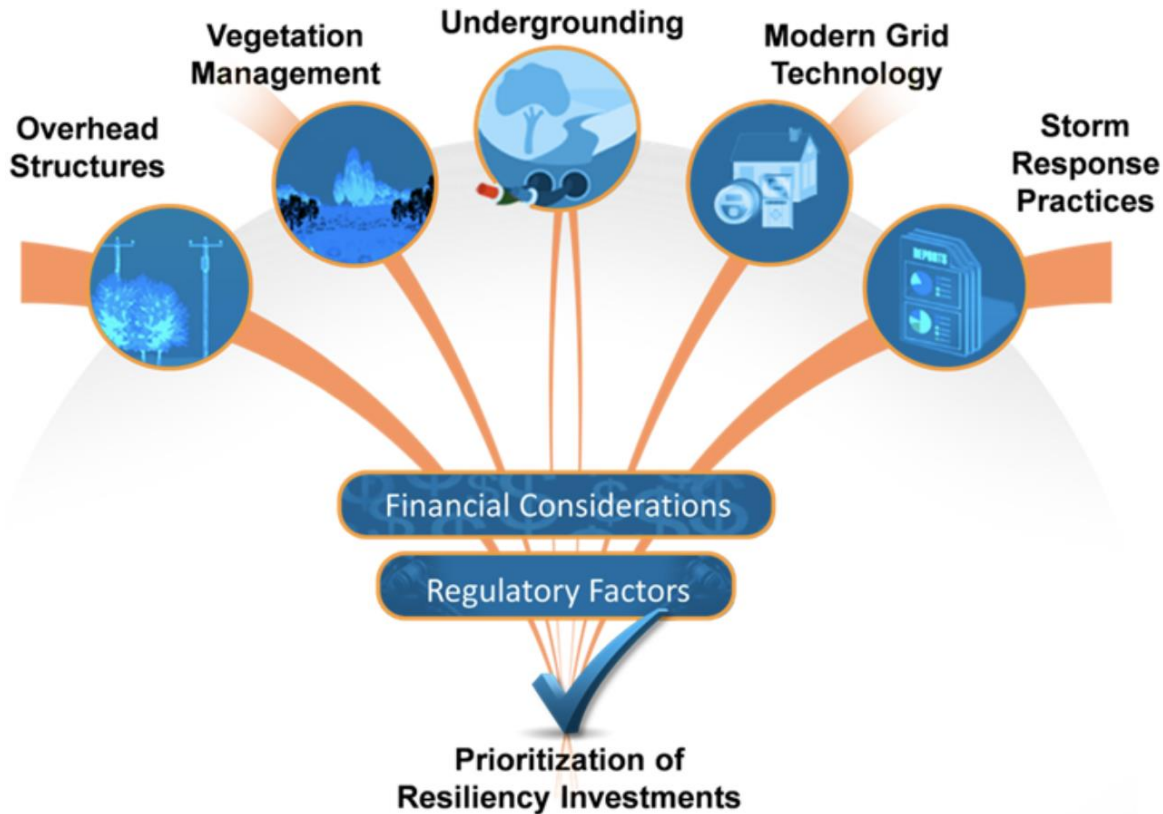 Overhead
Structures
Vegetation
Management
Undergrounding
Modern Grid
Technology
Storm
Response
Practices
REPORTS
Financial Considerations
Regulatory Factors
Prioritization of
Resiliency Investments